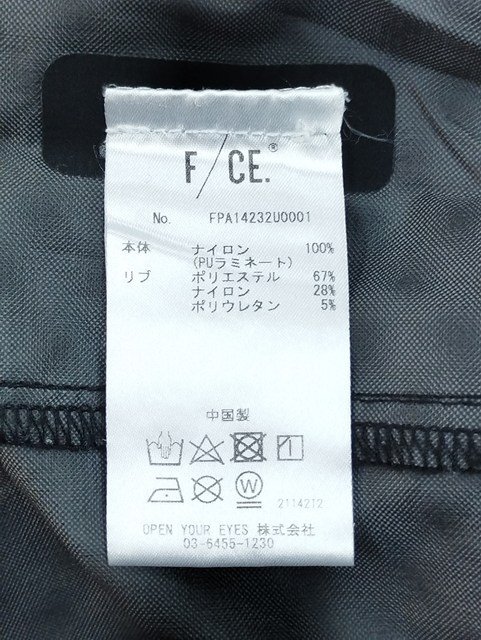 F/CE.®
No. FPA14232U0001
本体 ナイロン 100%
(PUラミネート)
リブ ポリエステル 67%
ナイロン 28%
ポリウレタン 5%
中国製
W
21142T2
OPEN YOUR EYES 株式会社
03-6455-1230